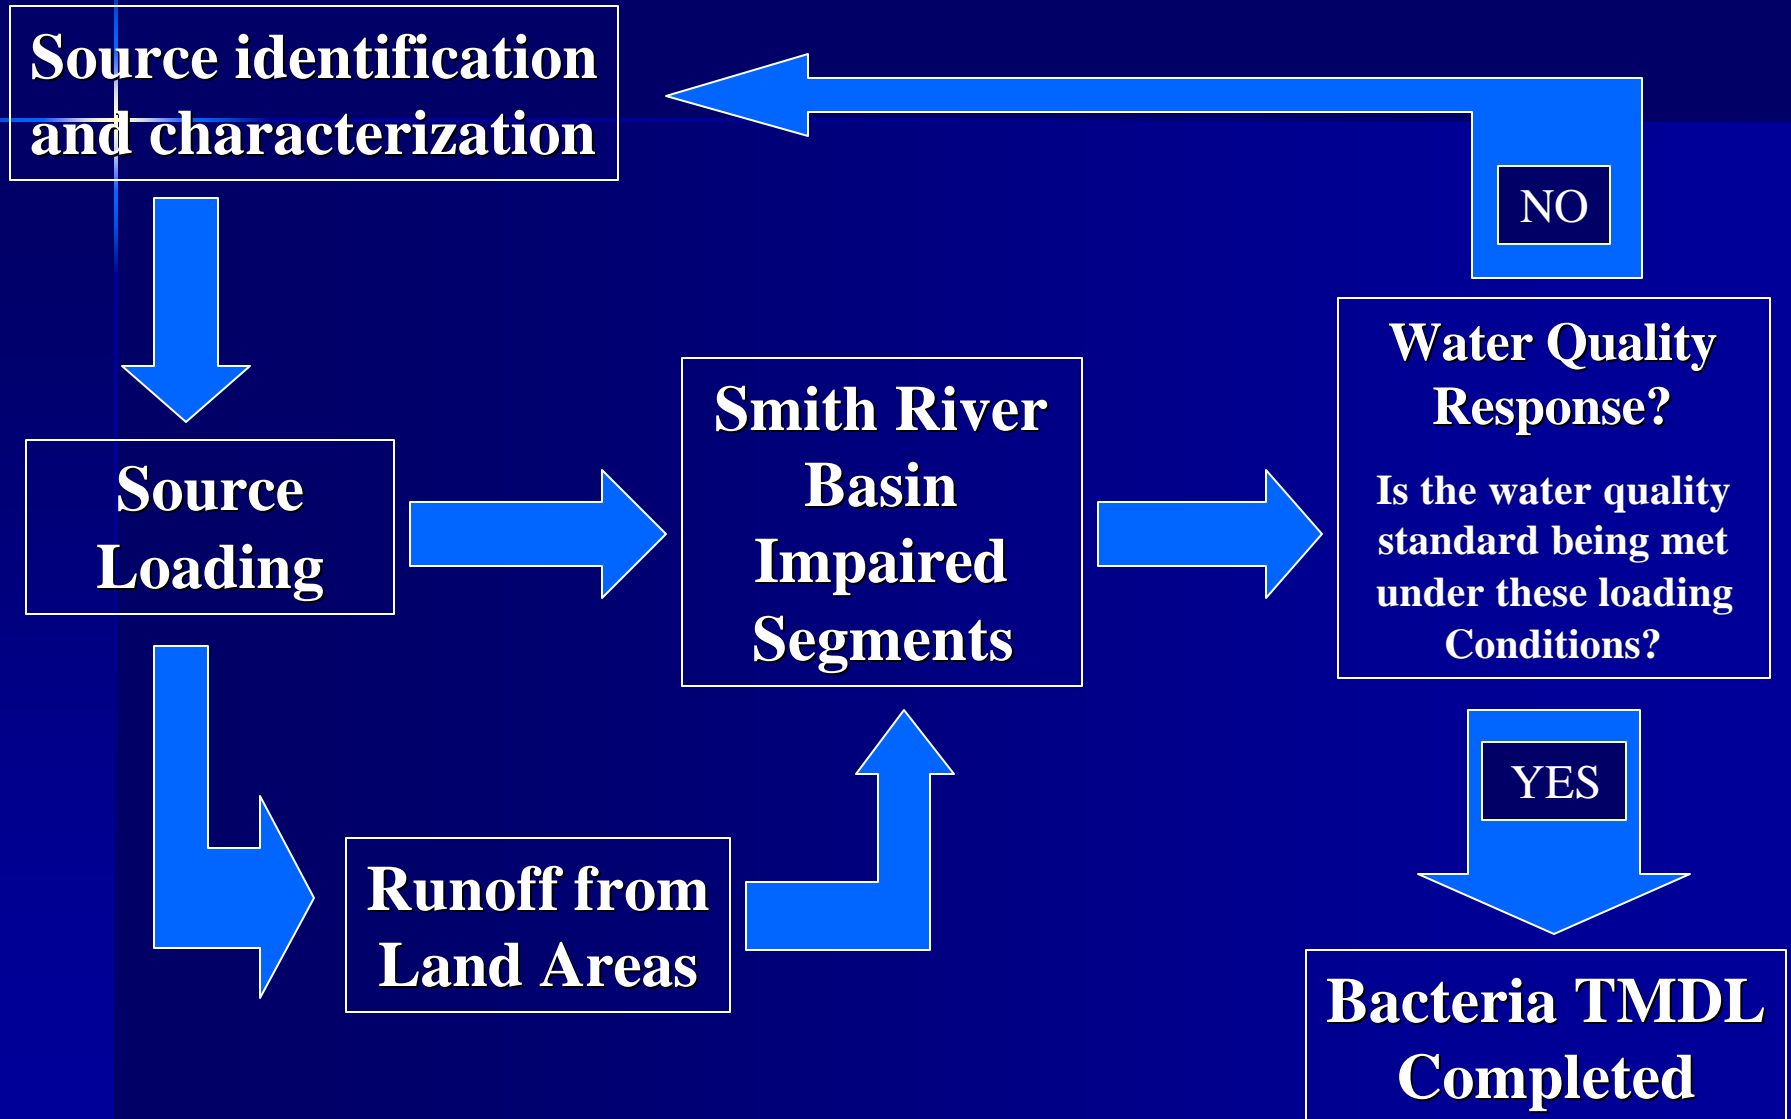 Source identification
and characterization
NO
Water Quality
Response?
Is the water quality
standard being met
under these loading
Conditions?
Smith River
Basin
Impaired
Segments
Source
Loading
YES
Runoff from
Land Areas
Bacteria TMDL
Completed